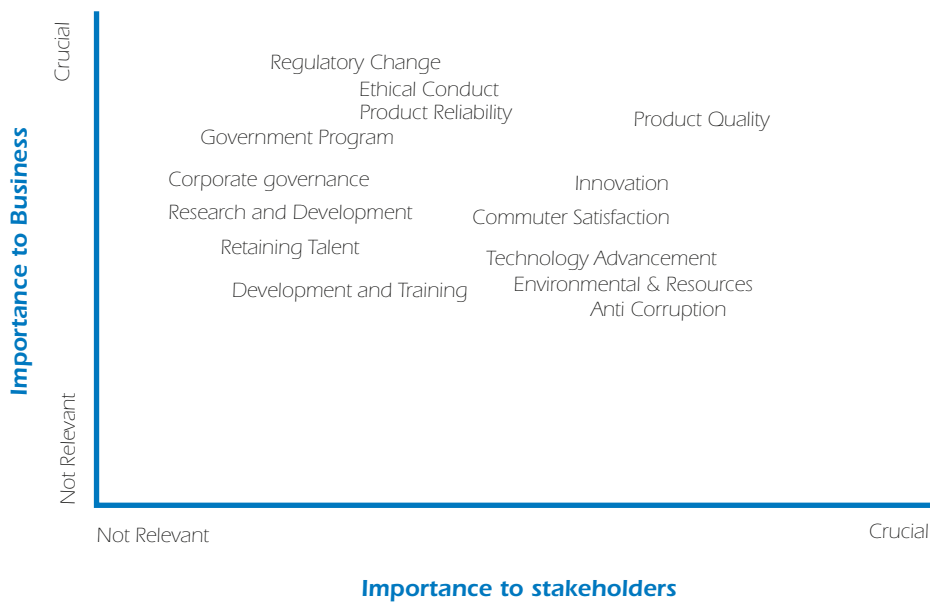 Crucial
Regulatory Change
Ethical Conduct
Product Reliability
Product Quality
Government Program
Importance to Business
Corporate governance
Innovation
Research and Development
Commuter Satisfaction
Retaining Talent
Technology Advancement
Environmental & Resources
Development and Training
Anti Corruption
Not Relevant
Not Relevant
Crucial
Importance to stakeholders